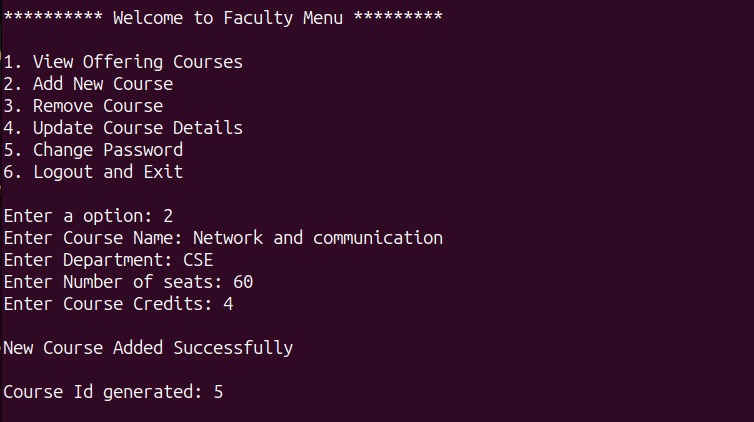 ********** Welcome to Faculty Menu *********
1. View Offering Courses
2. Add New Course
3. Remove Course
4. Update Course Details
5. Change Password
6. Logout and Exit
Enter a option: 2
Enter Course Name: Network and communication
Enter Department: CSE
Enter Number of seats: 60
Enter Course Credits: 4
New Course Added Successfully
Course Id generated: 5